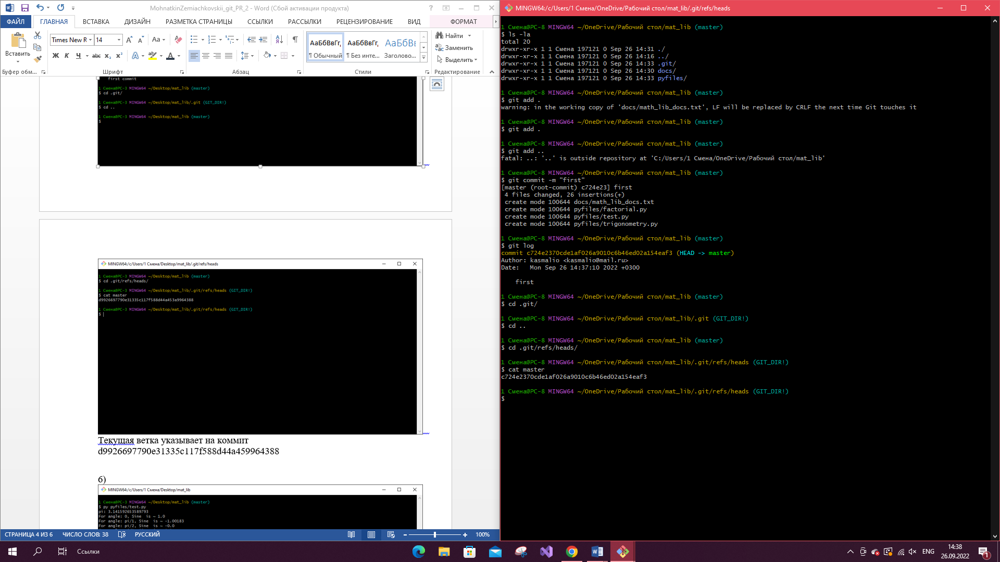 MohnatkinZemiachkovskii_git_PR_2 - Word (Сбой активации продукта)
ФАЙЛ ГЛАВНАЯ ВСТАВКА ДИЗАЙН РАЗМЕТКА СТРАНИЦЫ ССЫЛКИ РАССЫЛКИ РЕЦЕНЗИРОВАНИЕ ВИД ФОРМАТ
Вставить
Times New R 14
Aa
Ж К Ч abc x₂ x²
АаБбВвГг, АаБбВвГг, АаБбВ
¶ Обычный ¶ Без инте... Заголово...
Найти
Заменить
Выделить
Буфер обм... Шрифт Абзац Стили Редактирование
first commit
1 Смена@PC-3 MINGW64 ~/Desktop/mat_lib (master)
$ cd .git/
1 Смена@PC-3 MINGW64 ~/Desktop/mat_lib/.git (GIT_DIR!)
$ cd ..
1 Смена@PC-3 MINGW64 ~/Desktop/mat_lib (master)
$
MINGW64:/c/Users/1 Смена/Desktop/mat_lib/.git/refs/heads
1 Смена@PC-3 MINGW64 ~/Desktop/mat_lib (master)
$ cd .git/refs/heads/
1 Смена@PC-3 MINGW64 ~/Desktop/mat_lib/.git/refs/heads (GIT_DIR!)
$ cat master
d9926697790e31335c117f588d44a453a9964388
1 Смена@PC-3 MINGW64 ~/Desktop/mat_lib/.git/refs/heads (GIT_DIR!)
$
Текущая ветка указывает на коммит
d9926697790e31335c117f588d44a459964388
6)
MINGW64:/c/Users/1 Смена/Desktop/mat_lib
1 Смена@PC-3 MINGW64 ~/Desktop/mat_lib (master)
$ py pyfiles/test.py
pi: 3.141592653589793
For angle: 0, Sine  is ~ 1.0
For angle: pi/1, Sine  is ~ -1.00183
For angle: pi/2, Sine  is ~ -0.0
СТРАНИЦА 4 ИЗ 6 ЧИСЛО СЛОВ: 38 РУССКИЙ 100%
MINGW64:/c/Users/1 Смена/OneDrive/Рабочий стол/mat_lib/.git/refs/heads
1 Смена@PC-8 MINGW64 ~/OneDrive/Рабочий стол/mat_lib (master)
$ ls -la
total 20
drwxr-xr-x 1 1 Смена 197121 0 Sep 26 14:31 ./
drwxr-xr-x 1 1 Смена 197121 0 Sep 26 14:16 ../
drwxr-xr-x 1 1 Смена 197121 0 Sep 26 14:33 .git/
drwxr-xr-x 1 1 Смена 197121 0 Sep 26 14:30 docs/
drwxr-xr-x 1 1 Смена 197121 0 Sep 26 14:33 pyfiles/
1 Смена@PC-8 MINGW64 ~/OneDrive/Рабочий стол/mat_lib (master)
$ git add .
warning: in the working copy of 'docs/math_lib_docs.txt', LF will be replaced by CRLF the next time Git touches it
1 Смена@PC-8 MINGW64 ~/OneDrive/Рабочий стол/mat_lib (master)
$ git add .
1 Смена@PC-8 MINGW64 ~/OneDrive/Рабочий стол/mat_lib (master)
$ git add ..
fatal: ..: '..' is outside repository at 'C:/Users/1 Смена/OneDrive/Рабочий стол/mat_lib'
1 Смена@PC-8 MINGW64 ~/OneDrive/Рабочий стол/mat_lib (master)
$ git commit -m "first"
[master (root-commit) c724e23] first
4 files changed, 26 insertions(+)
create mode 100644 docs/math_lib_docs.txt
create mode 100644 pyfiles/factorial.py
create mode 100644 pyfiles/test.py
create mode 100644 pyfiles/trigonometry.py
1 Смена@PC-8 MINGW64 ~/OneDrive/Рабочий стол/mat_lib (master)
$ git log
commit c724e2370cde1af026a9010c6b46ed02a154eaf3 (HEAD -> master)
Author: kasmalio <kasmalio@mail.ru>
Date:   Mon Sep 26 14:37:10 2022 +0300
first
1 Смена@PC-8 MINGW64 ~/OneDrive/Рабочий стол/mat_lib (master)
$ cd .git/
1 Смена@PC-8 MINGW64 ~/OneDrive/Рабочий стол/mat_lib/.git (GIT_DIR!)
$ cd ..
1 Смена@PC-8 MINGW64 ~/OneDrive/Рабочий стол/mat_lib (master)
$ cd .git/refs/heads/
1 Смена@PC-8 MINGW64 ~/OneDrive/Рабочий стол/mat_lib/.git/refs/heads (GIT_DIR!)
$ cat master
c724e2370cde1af026a9010c6b46ed02a154eaf3
1 Смена@PC-8 MINGW64 ~/OneDrive/Рабочий стол/mat_lib/.git/refs/heads (GIT_DIR!)
$
Ссылки
ENG
14:38
26.09.2022
1